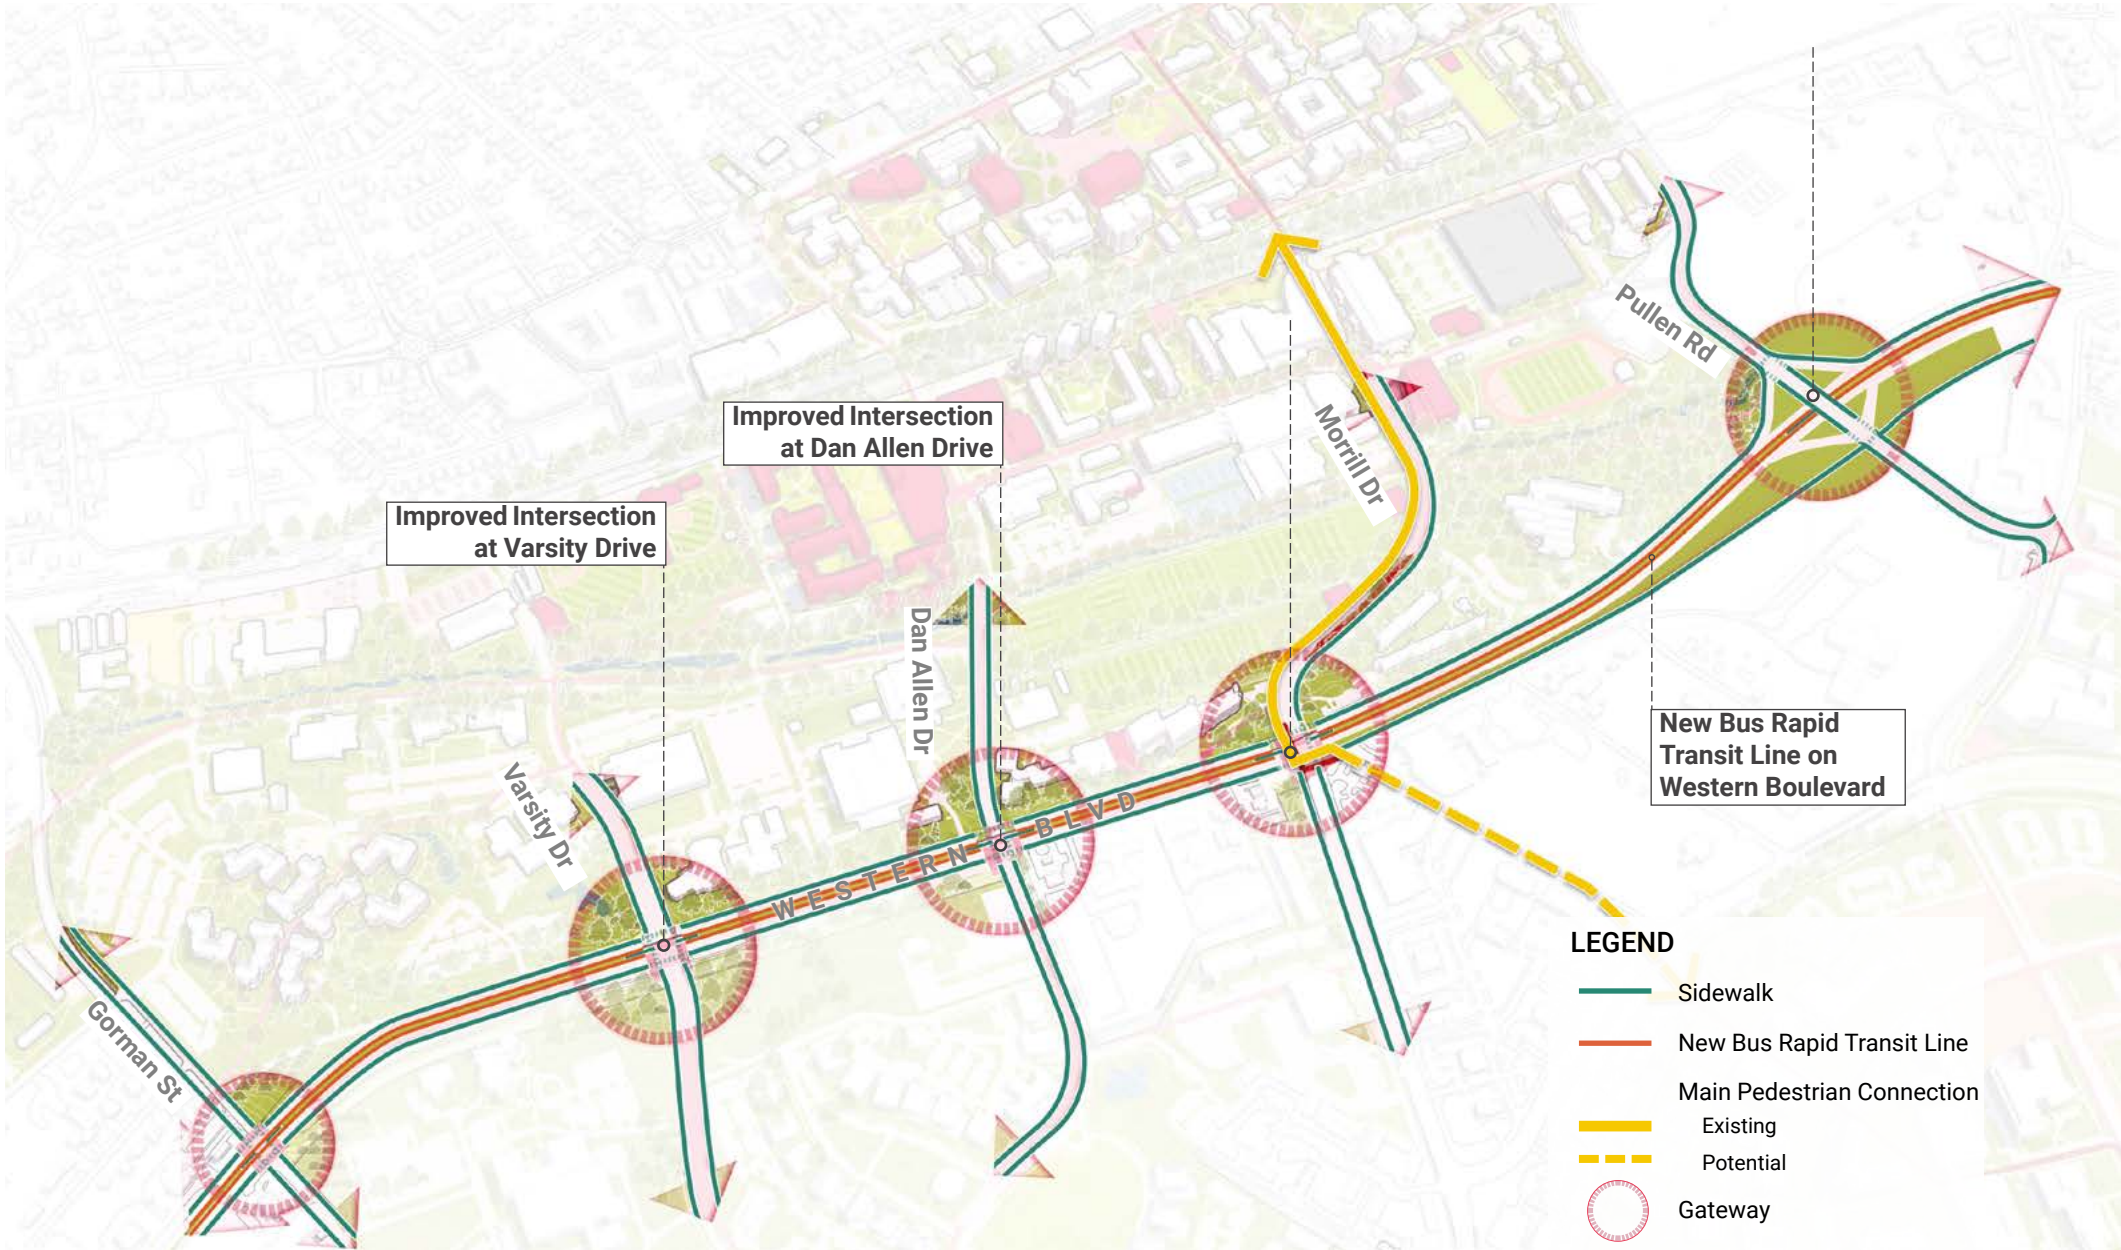 Pullen Rd
Improved Intersection
at Dan Allen Drive
Morrill Dr
Improved Intersection
at Varsity Drive
Dan Allen Dr
New Bus Rapid
Transit Line on
Western Boulevard
Varsity Dr
WESTERN BLVD
Gorman St
LEGEND
Sidewalk
New Bus Rapid Transit Line
Main Pedestrian Connection
Existing
Potential
Gateway